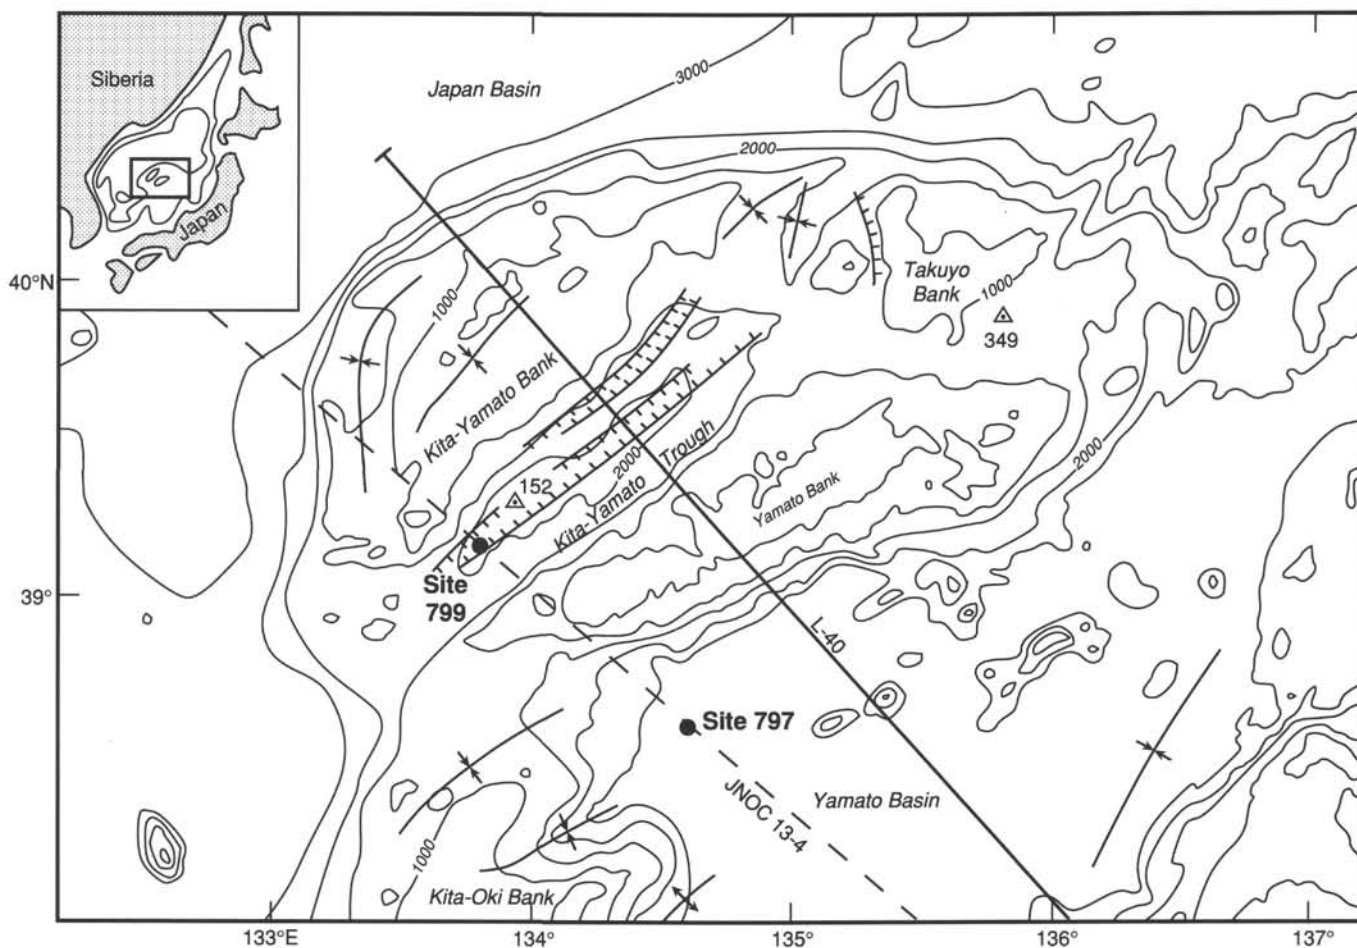 Siberia
Japan
Japan Basin
3000
2000
40°N
1000
Takuyo
Bank
1000
349
Kita-Yamato Bank
152
2000
Kita-Yamato Trough
Yamato Bank
2000
Site
799
39°
L-40
Site 797
JNOC 13-4
Yamato Basin
1000
Kita-Oki Bank
133°E
134°
135°
136°
137°